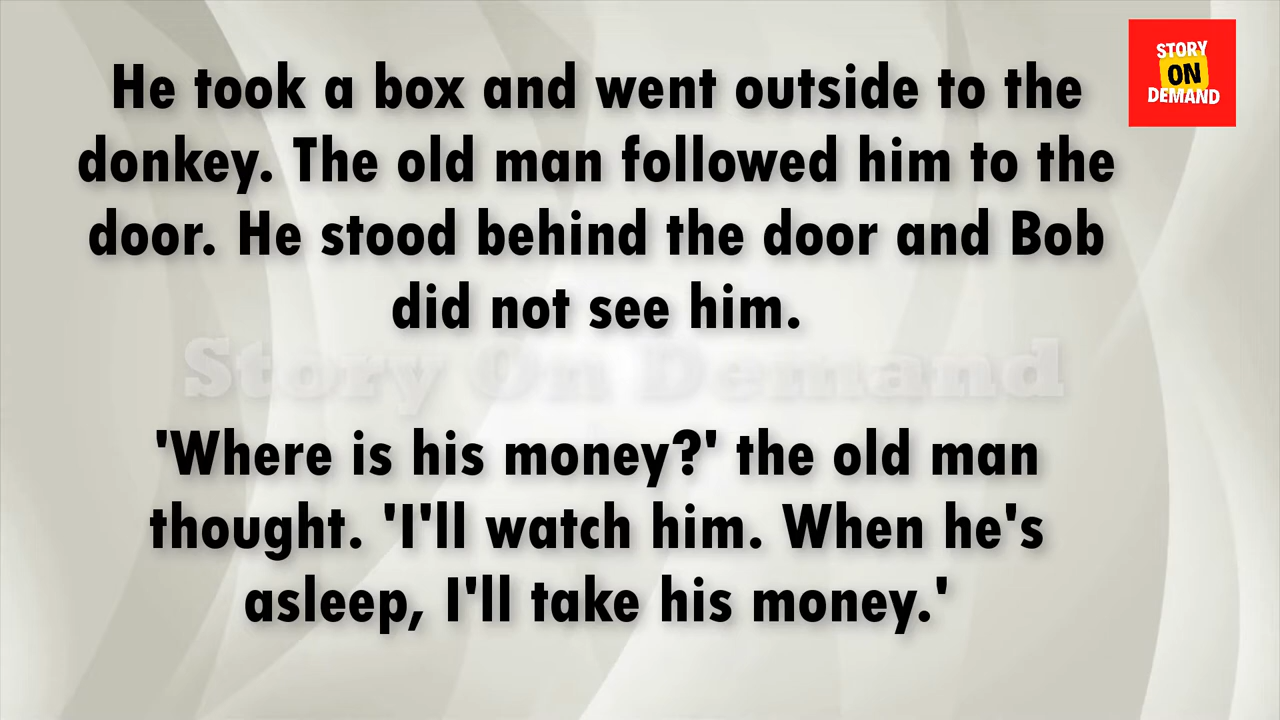 STORY
ON
DEMAND
He took a box and went outside to the
donkey. The old man followed him to the
door. He stood behind the door and Bob
did not see him.
Story On Demand
'Where is his money?' the old man
thought. 'I'll watch him. When he's
asleep, I'll take his money.'